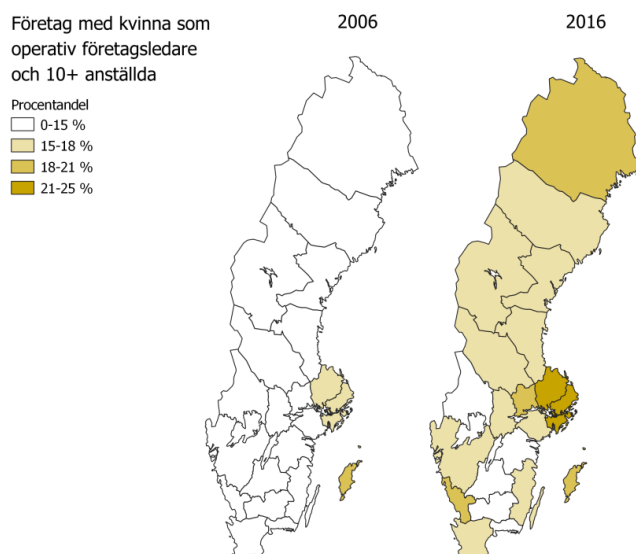 Företag med kvinna som
operativ företagsledare
och 10+ anställda
Procentandel
0-15 %
15-18 %
18-21 %
21-25 %
2006
2016